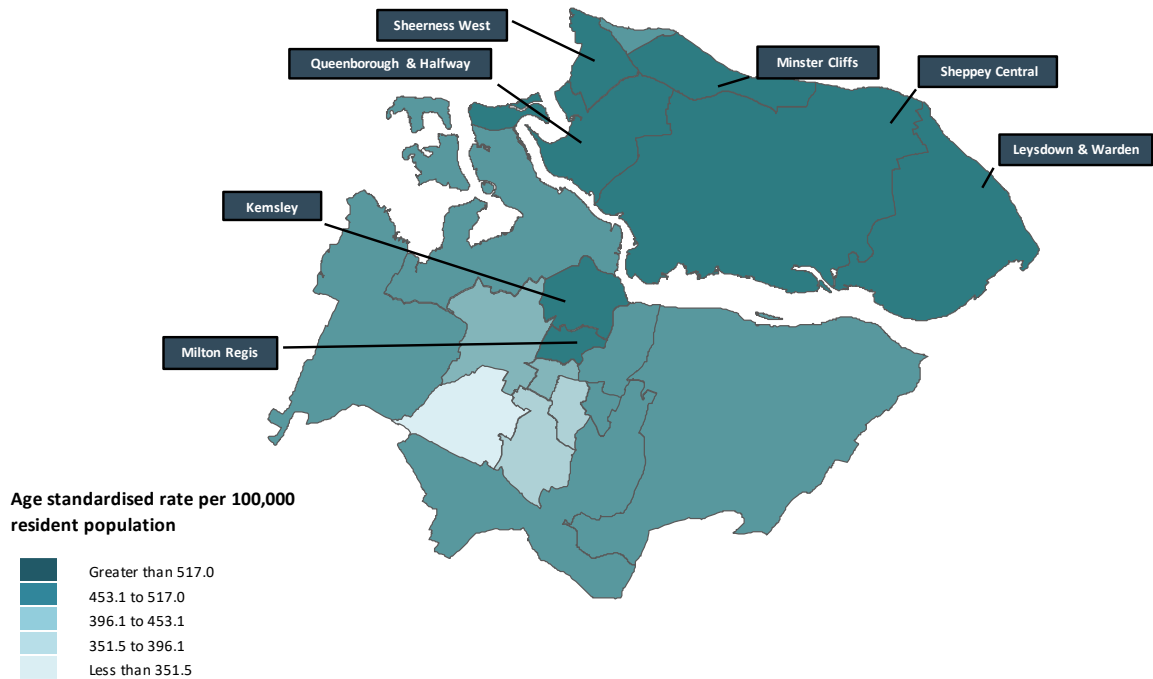 Sheerness West
Queenborough & Halfway
Minster Cliffs
Sheppey Central
Leysdown & Warden
Kemsley
Milton Regis
Age standardised rate per 100,000
resident population
Greater than 517.0
453.1 to 517.0
396.1 to 453.1
351.5 to 396.1
Less than 351.5